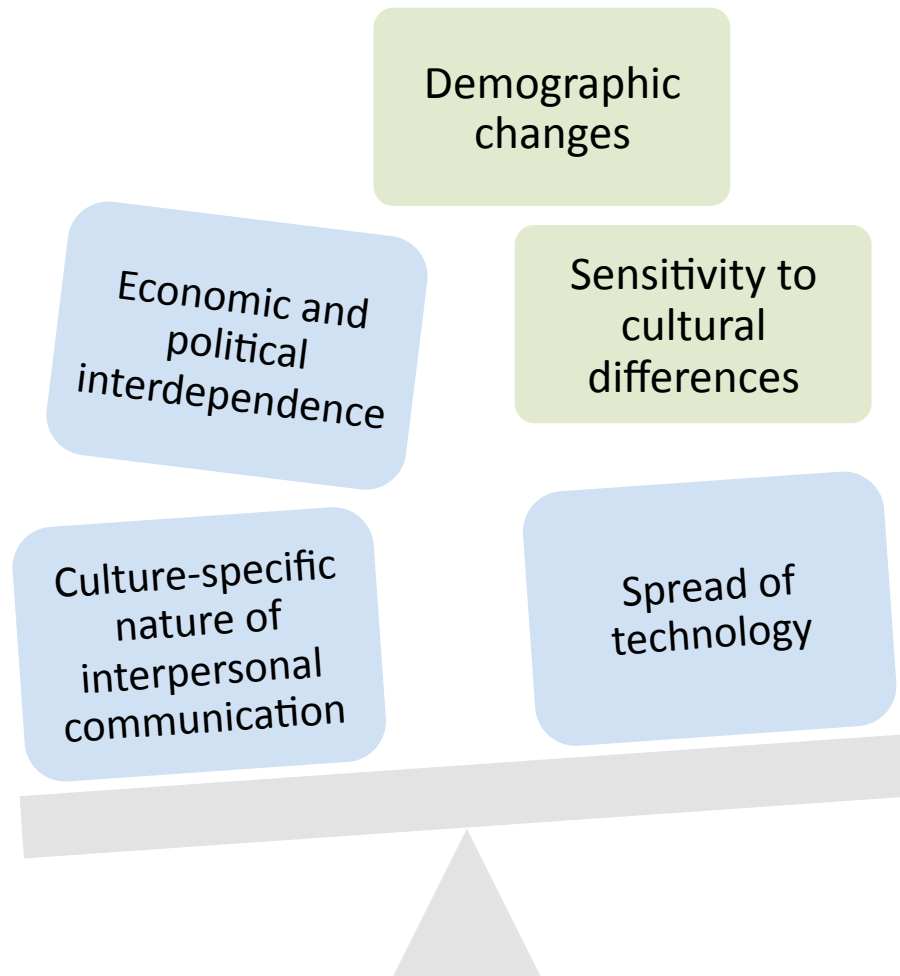 Demographic
changes
Economic and
political
interdependence
Sensitivity to
cultural
differences
Culture-specific
nature of
interpersonal
communication
Spread of
technology